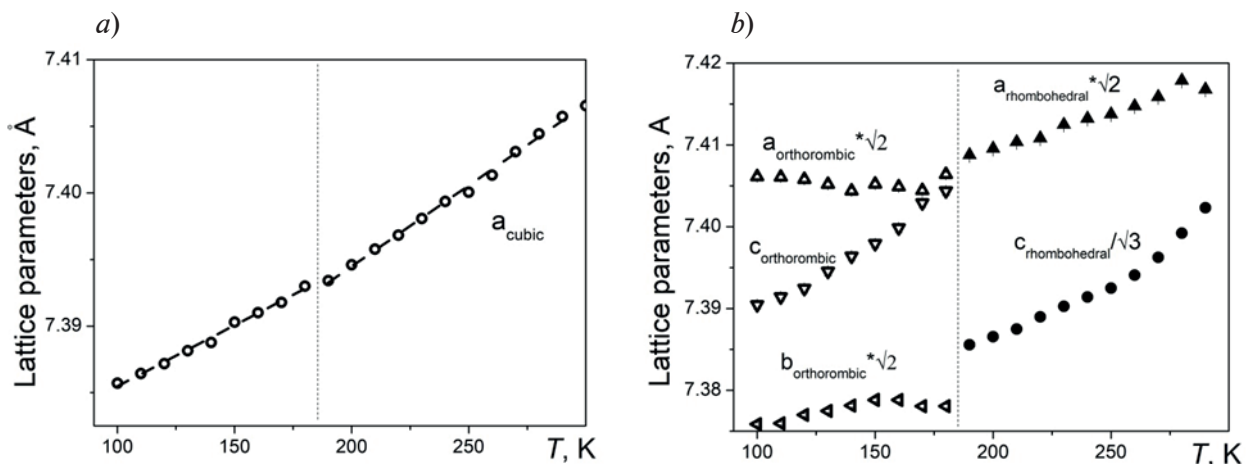 a)
7.41
7.40
7.39
Lattice parameters, Å
a cubic
100 150 200 250
T, K
b)
7.42
7.41
7.40
7.39
7.38
Lattice parameters, A
a rhombohedral *√2
a orthorombic *√2
c orthorombic
c rhombohedral/√3
b orthorombic *√2
100 150 200 250
T, K